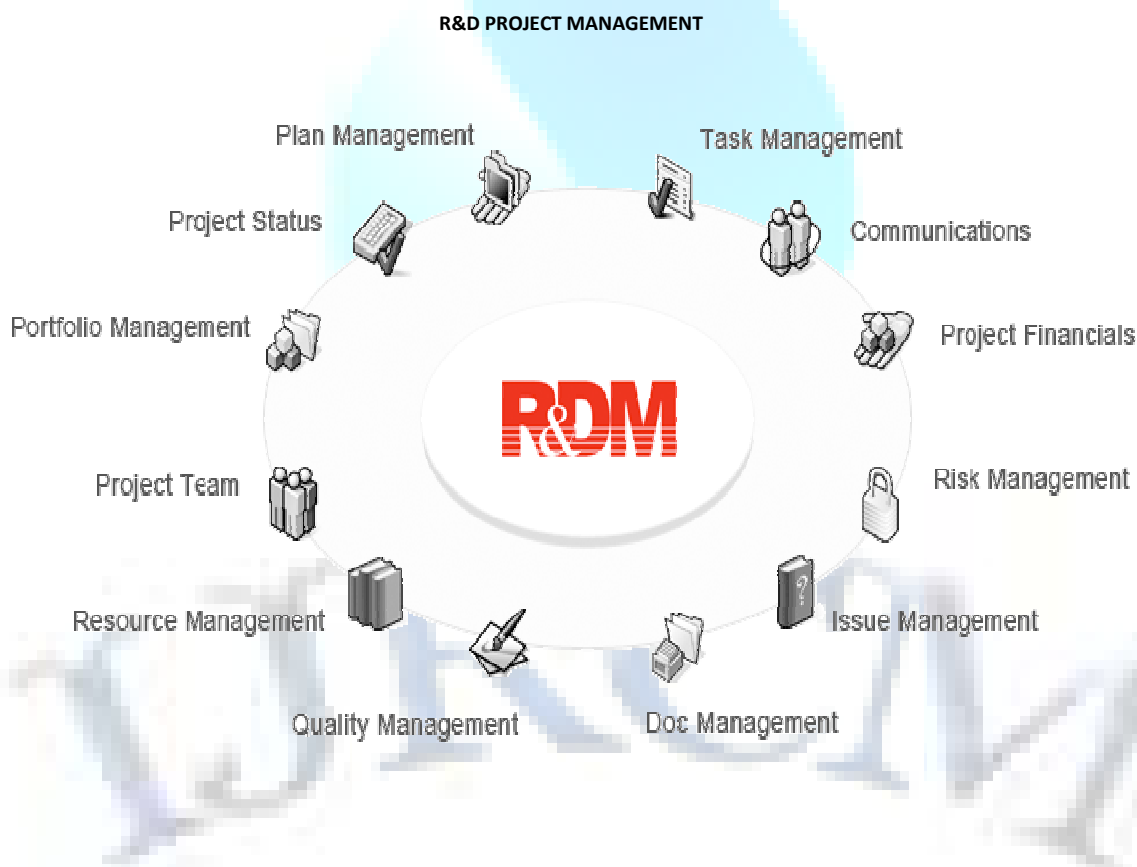 R&D PROJECT MANAGEMENT
Plan Management
Task Management
Project Status
Communications
Portfolio Management
Project Financials
R&DM
Project Team
Risk Management
Resource Management
Issue Management
Quality Management
Doc Management
IJRCM